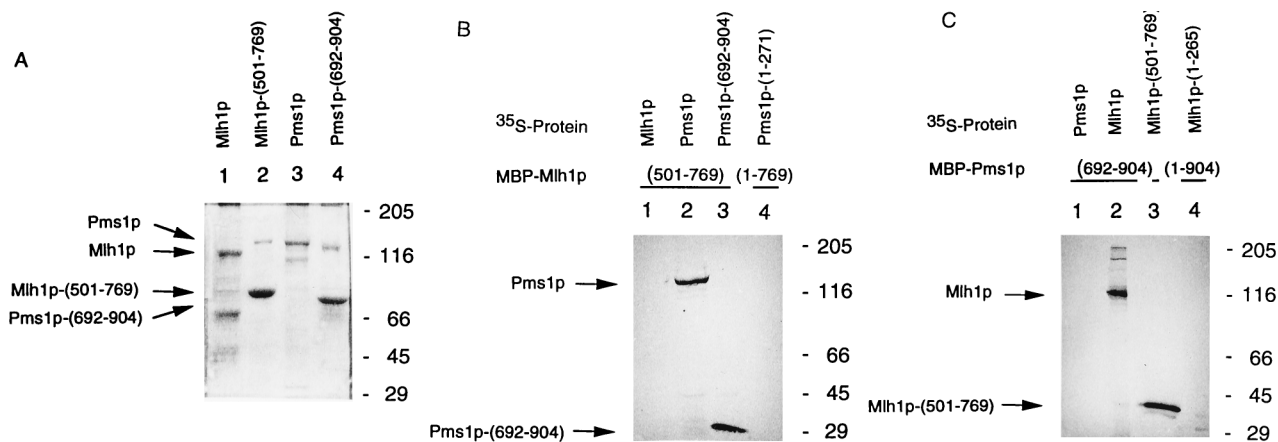 A
Mlh1p
Mlh1p-(501-769)
Pms1p
Pms1p-(692-904)
1 2 3 4
Pms1p
Mlh1p
Mlh1p-(501-769)
Pms1p-(692-904)
- 205
- 116
- 66
- 45
- 29
B
Mlh1p
Pms1p
Pms1p-(692-904)
Pms1p-(1-271)
35S-Protein
MBP-Mlh1p (501-769) (1-769)
1 2 3 4
Pms1p
Pms1p-(692-904)
- 205
- 116
- 66
- 45
- 29
C
Pms1p
Mlh1p
Mlh1p-(501-769)
Mlh1p-(1-265)
35S-Protein
MBP-Pms1p (692-904) (1-904)
1 2 3 4
Mlh1p
Mlh1p-(501-769)
- 205
- 116
- 66
- 45
- 29